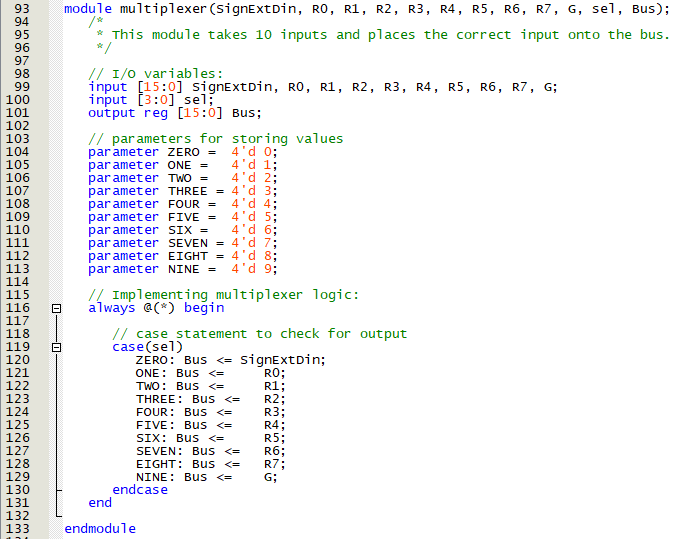 93 module multiplexer(SignExtDin, R0, R1, R2, R3, R4, R5, R6, R7, G, sel, Bus);
94 /*
95 * This module takes 10 inputs and places the correct input onto the bus.
96 */
97
98 // I/O variables:
99 input [15:0] SignExtDin, R0, R1, R2, R3, R4, R5, R6, R7, G;
100 input [3:0] sel;
101 output reg [15:0] Bus;
102
103 // parameters for storing values
104 parameter ZERO = 4'd 0;
105 parameter ONE = 4'd 1;
106 parameter TWO = 4'd 2;
107 parameter THREE = 4'd 3;
108 parameter FOUR = 4'd 4;
109 parameter FIVE = 4'd 5;
110 parameter SIX = 4'd 6;
111 parameter SEVEN = 4'd 7;
112 parameter EIGHT = 4'd 8;
113 parameter NINE = 4'd 9;
114
115 // Implementing multiplexer logic:
116 always @(*) begin
117
118 // case statement to check for output
119 case(sel)
120 ZERO: Bus <= SignExtDin;
121 ONE: Bus <= R0;
122 TWO: Bus <= R1;
123 THREE: Bus <= R2;
124 FOUR: Bus <= R3;
125 FIVE: Bus <= R4;
126 SIX: Bus <= R5;
127 SEVEN: Bus <= R6;
128 EIGHT: Bus <= R7;
129 NINE: Bus <= G;
130 endcase
131 end
132
133 endmodule